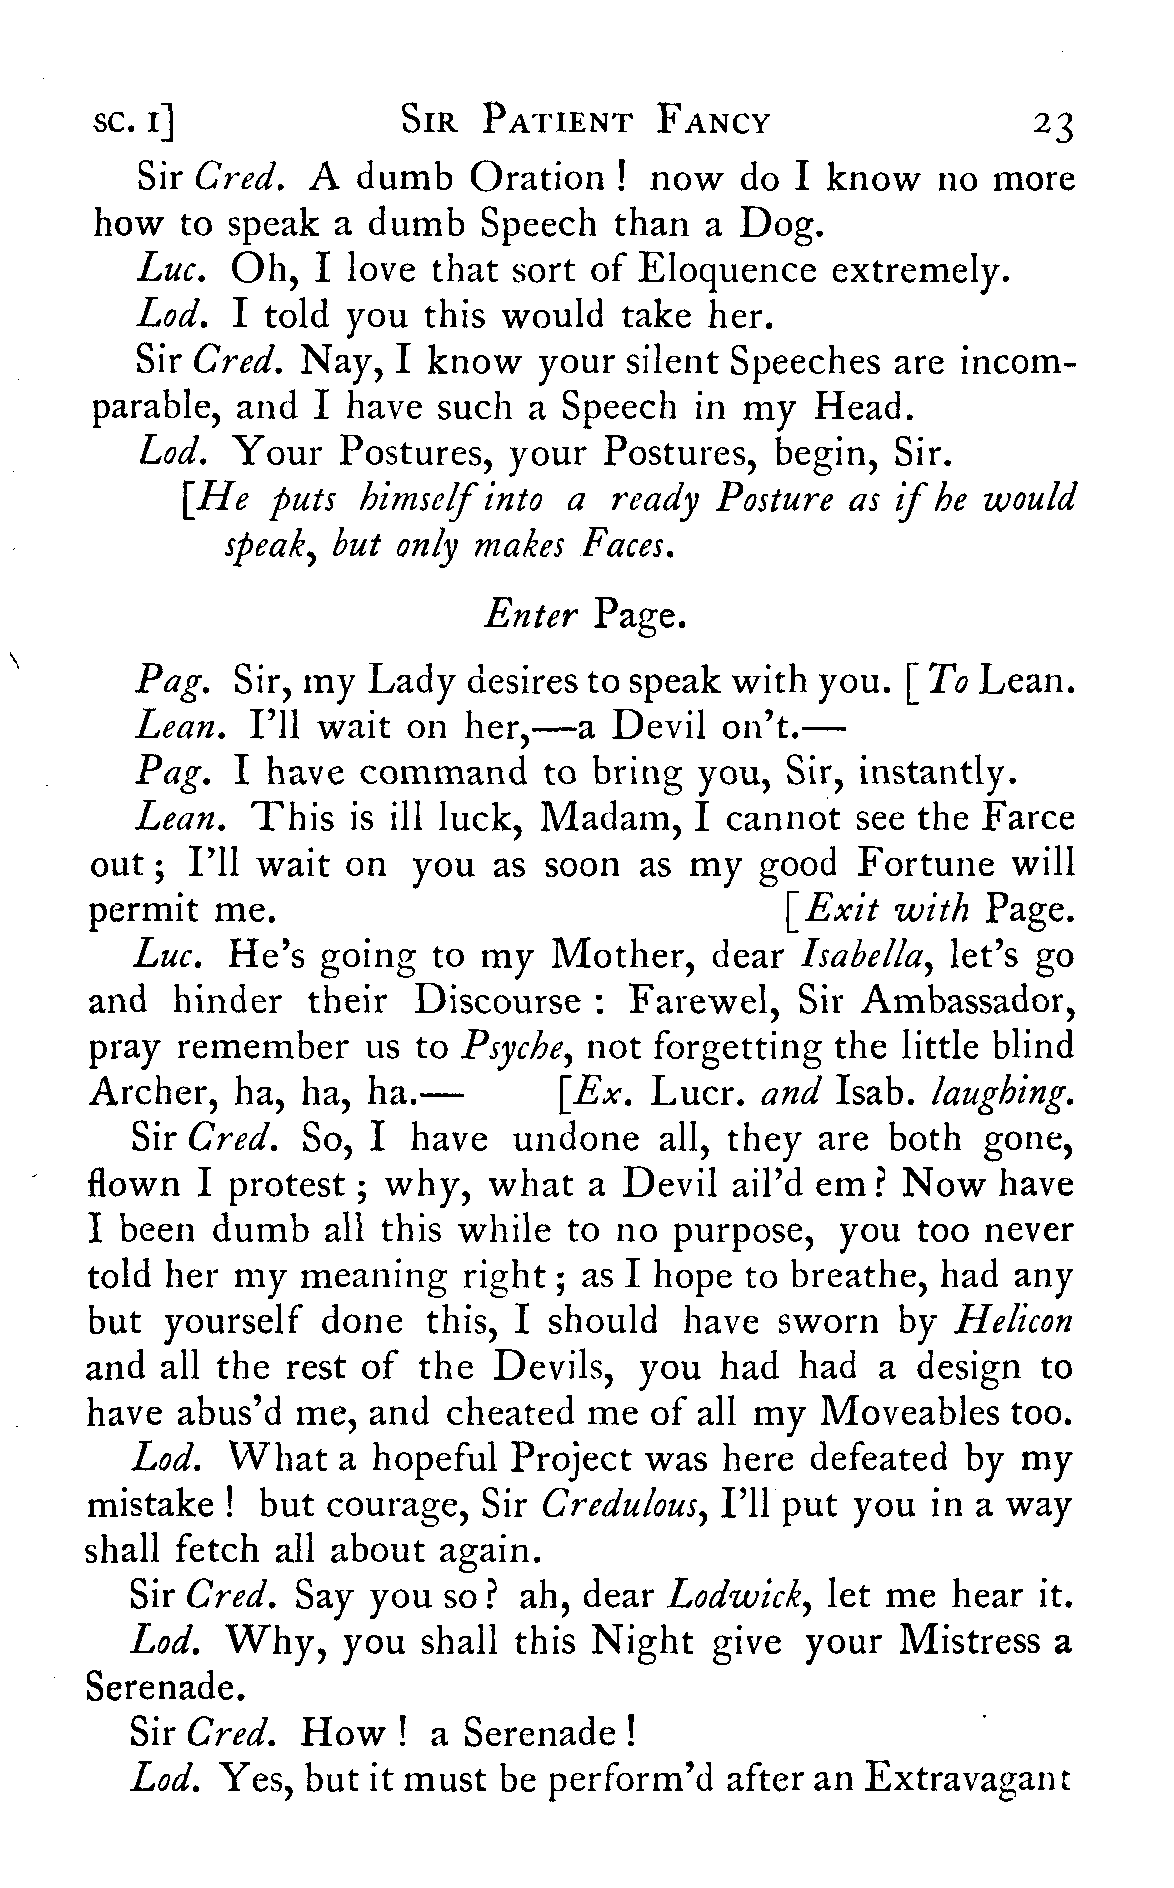 SC. I] SIR PATIENT FANCY 23
Sir Cred. A dumb Oration ! now do I know no more
how to speak a dumb Speech than a Dog.
Luc. Oh, I love that sort of Eloquence extremely.
Lod. I told you this would take her.
Sir Cred. Nay, I know your silent Speeches are incom-
parable, and I have such a Speech in my Head.
Lod. Your Postures, your Postures, begin, Sir.
[He puts himself into a ready Posture as if he would
speak, but only makes Faces.
Enter Page.
Pag. Sir, my Lady desires to speak with you. [To Lean.
Lean. I'll wait on her,—a Devil on't.—
Pag. I have command to bring you, Sir, instantly.
Lean. This is ill luck, Madam, I cannot see the Farce
out ; I'll wait on you as soon as my good Fortune will
permit me. [Exit with Page.
Luc. He's going to my Mother, dear Isabella, let's go
and hinder their Discourse : Farewel, Sir Ambassador,
pray remember us to Psyche, not forgetting the little blind
Archer, ha, ha, ha.— [Ex. Lucr. and Isab. laughing.
Sir Cred. So, I have undone all, they are both gone,
flown I protest ; why, what a Devil ail'd em ? Now have
I been dumb all this while to no purpose, you too never
told her my meaning right ; as I hope to breathe, had any
but yourself done this, I should have sworn by Helicon
and all the rest of the Devils, you had had a design to
have abus'd me, and cheated me of all my Moveables too.
Lod. What a hopeful Project was here defeated by my
mistake ! but courage, Sir Credulous, I'll put you in a way
shall fetch all about again.
Sir Cred. Say you so ? ah, dear Lodwick, let me hear it.
Lod. Why, you shall this Night give your Mistress a
Serenade.
Sir Cred. How ! a Serenade !
Lod. Yes, but it must be perform'd after an Extravagant